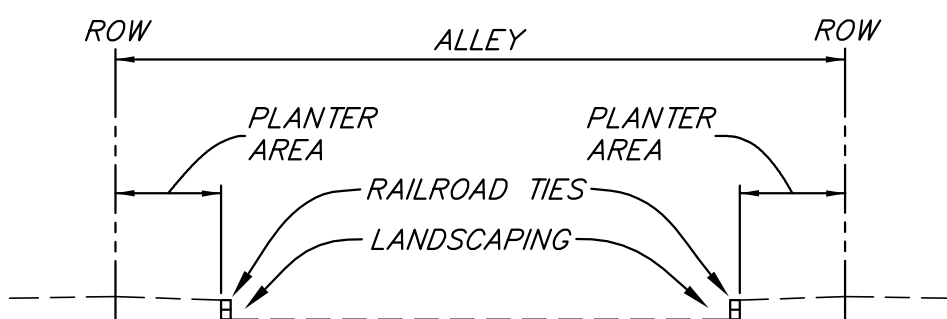 ROW
ROW
ALLEY
PLANTER
AREA
PLANTER
AREA
RAILROAD TIES
LANDSCAPING